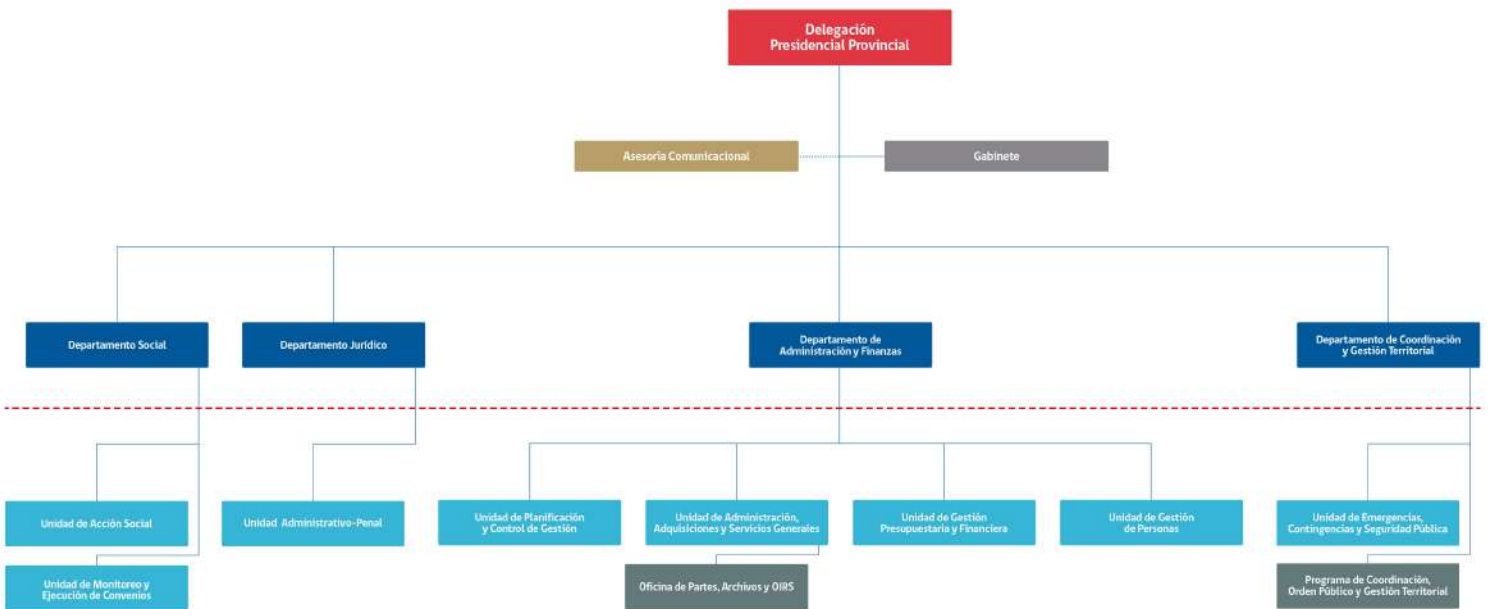 Delegación
Presidencial Provincial
Asesoría Comunicacional
Gabinete
Departamento Social
Departamento Jurídico
Departamento de
Administración y Finanzas
Departamento de Coordinación
y Gestión Territorial
Unidad de Acción Social
Unidad Administrativo-Penal
Unidad de Planificación
y Control de Gestión
Unidad de Administración,
Adquisiciones y Servicios Generales
Unidad de Gestión
Presupuestaria y Financiera
Unidad de Gestión
de Personas
Unidad de Emergencias,
Contingencias y Seguridad Pública
Unidad de Monitoreo y
Ejecución de Convenios
Oficina de Partes, Archivos y OIRS
Programa de Coordinación,
Orden Público y Gestión Territorial